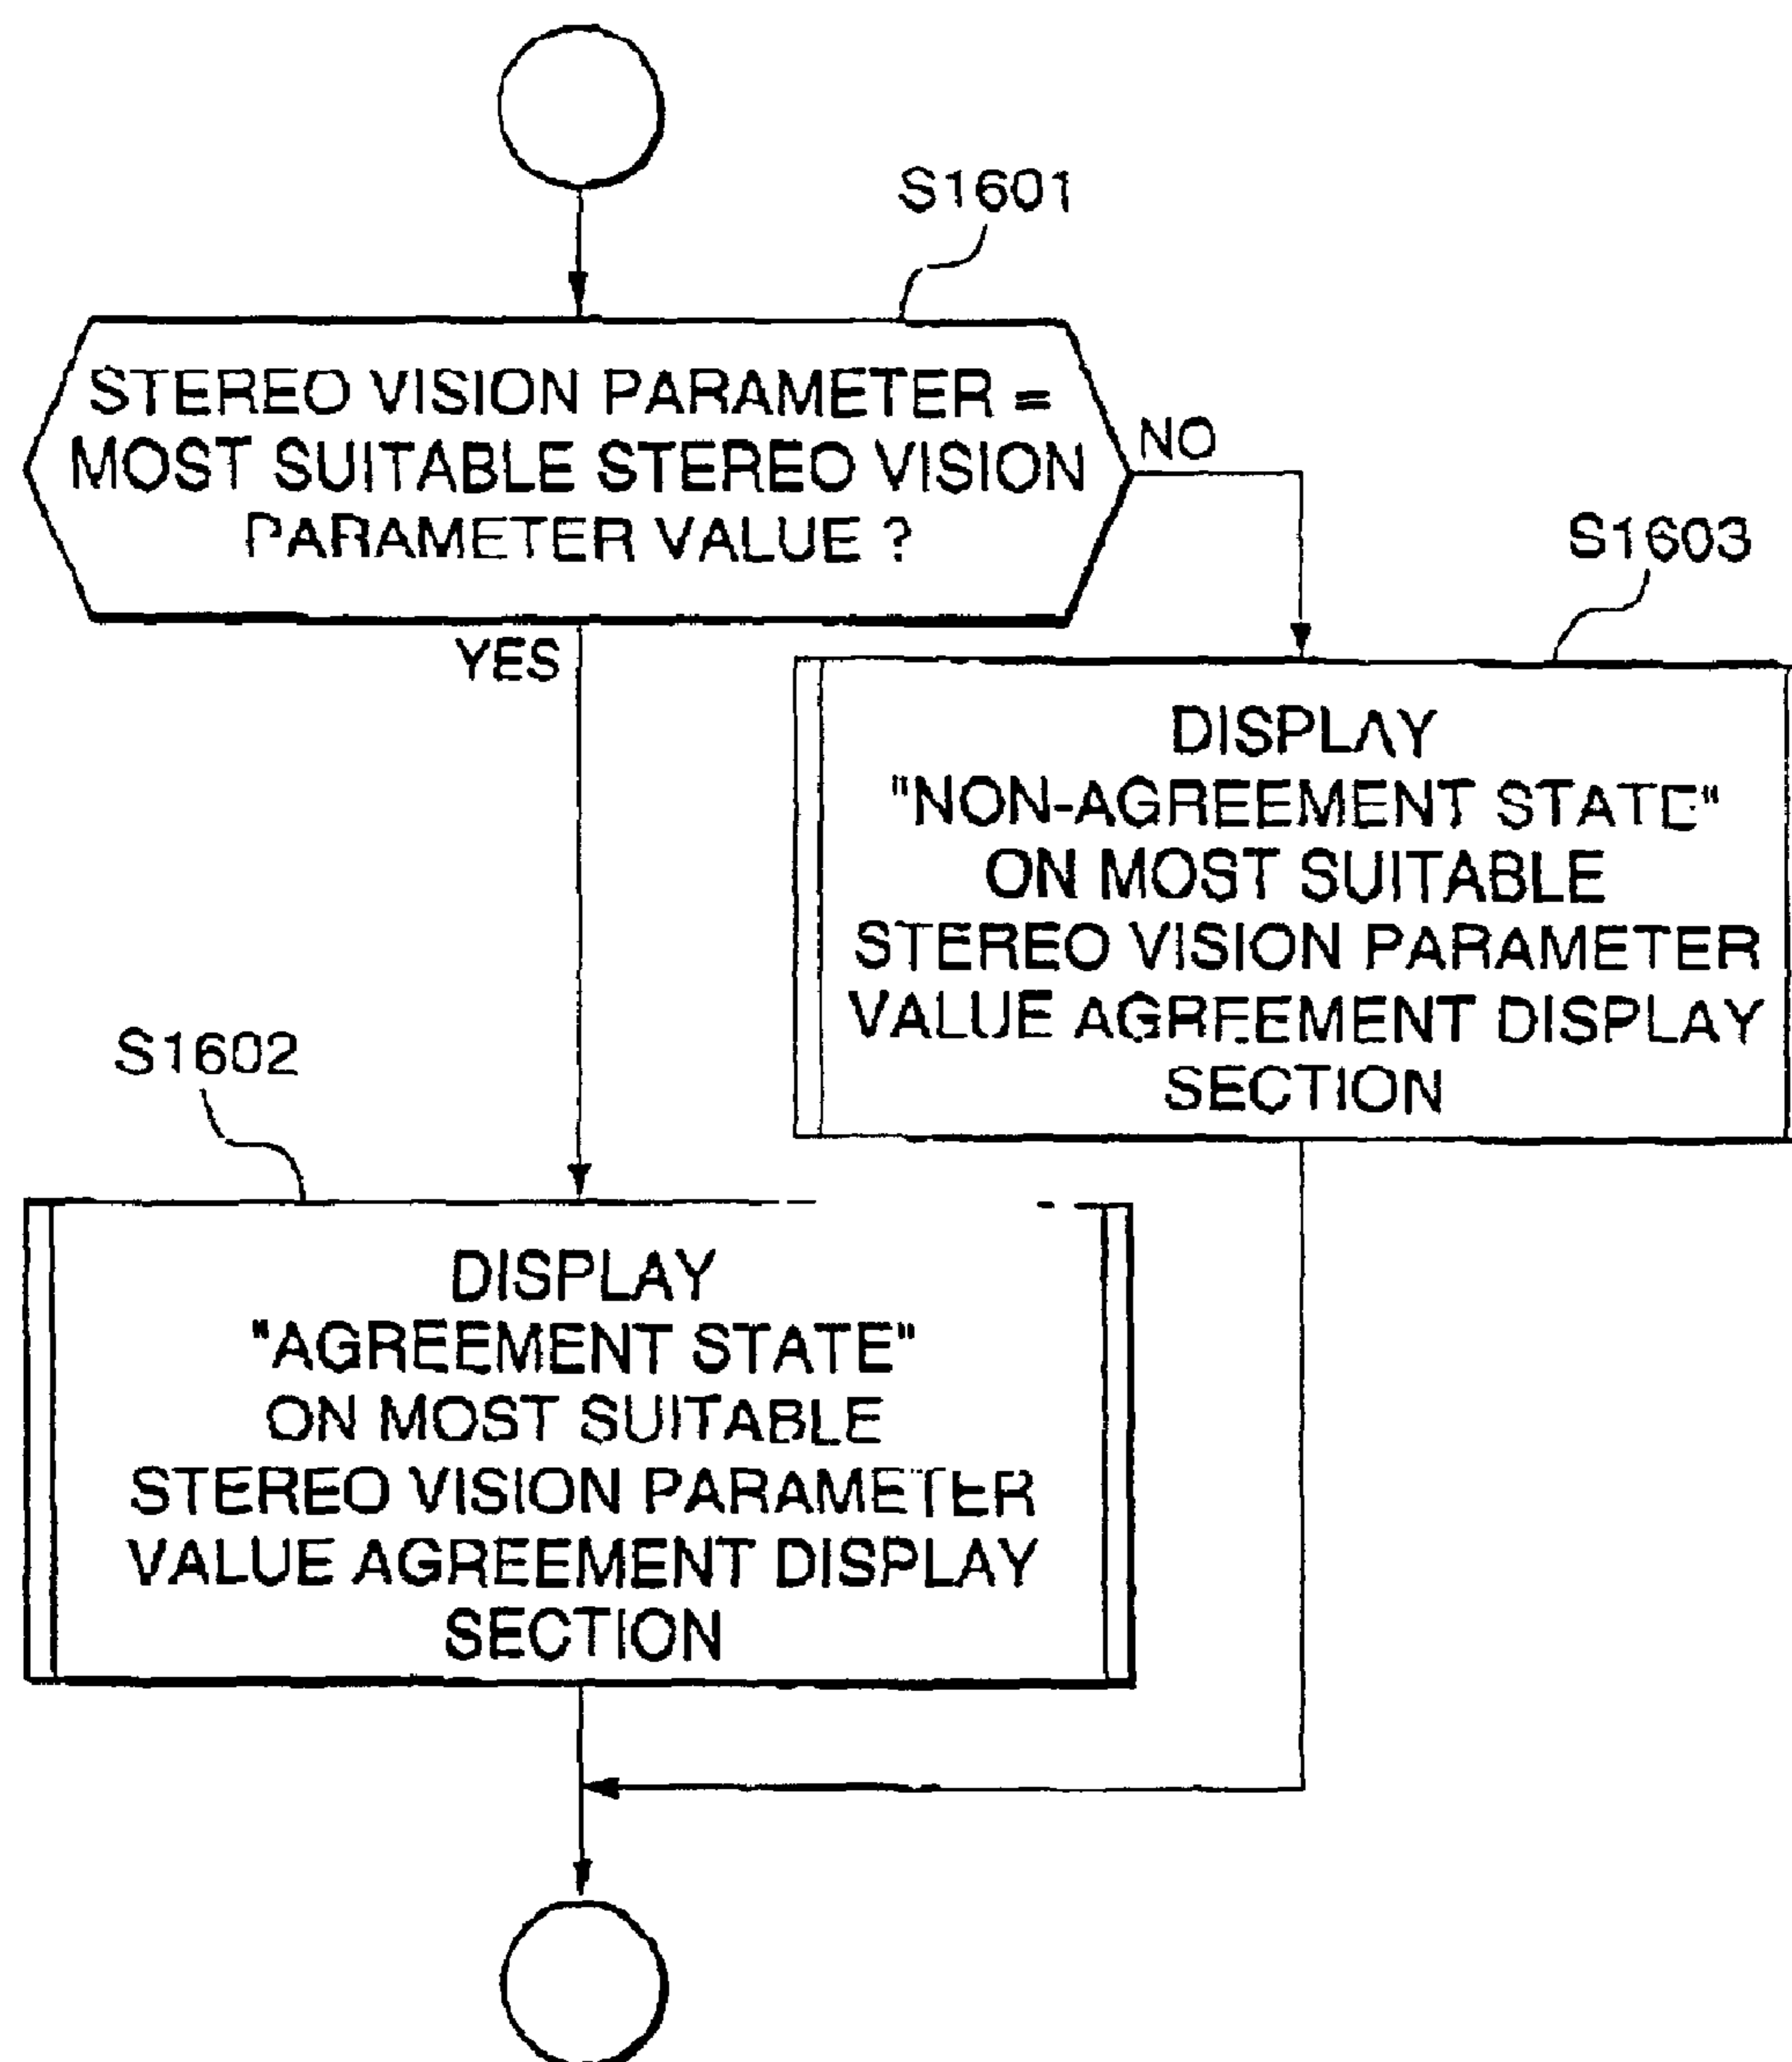 S1601
STEREO VISION PARAMETER =
MOST SUITABLE STEREO VISION
PARAMETER VALUE ?
NO
YES
S1603
DISPLAY
"NON-AGREEMENT STATE"
ON MOST SUITABLE
STEREO VISION PARAMETER
VALUE AGREEMENT DISPLAY
SECTION
S1602
DISPLAY
"AGREEMENT STATE"
ON MOST SUITABLE
STEREO VISION PARAMETER
VALUE AGREEMENT DISPLAY
SECTION